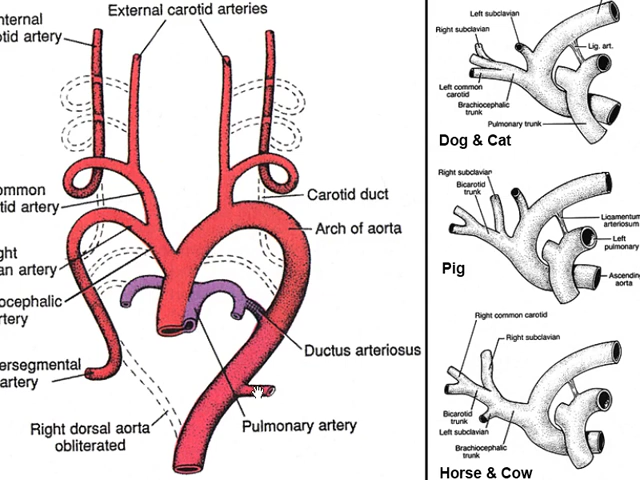 External carotid arteries
nternal
otid artery
ommon
tid artery
Carotid duct
Arch of aorta
ght
an artery
ocephalic
rtery
ersegmental
artery
Ductus arteriosus
Right dorsal aorta
obliterated
Pulmonary artery
Left subclavian
Right subclavian
Lig. art.
Left common
carotid
Brachiocephalic
trunk
Pulmonary trunk
Dog & Cat
Right subclavian
Bicarotid
trunk
Ligamentum
arteriosum
Left
pulmonary
Ascending
aorta
Pig
Right common carotid
Right subclavian
Bicarotid
trunk
Left subclavian
Brachiocephalic
trunk
Horse & Cow